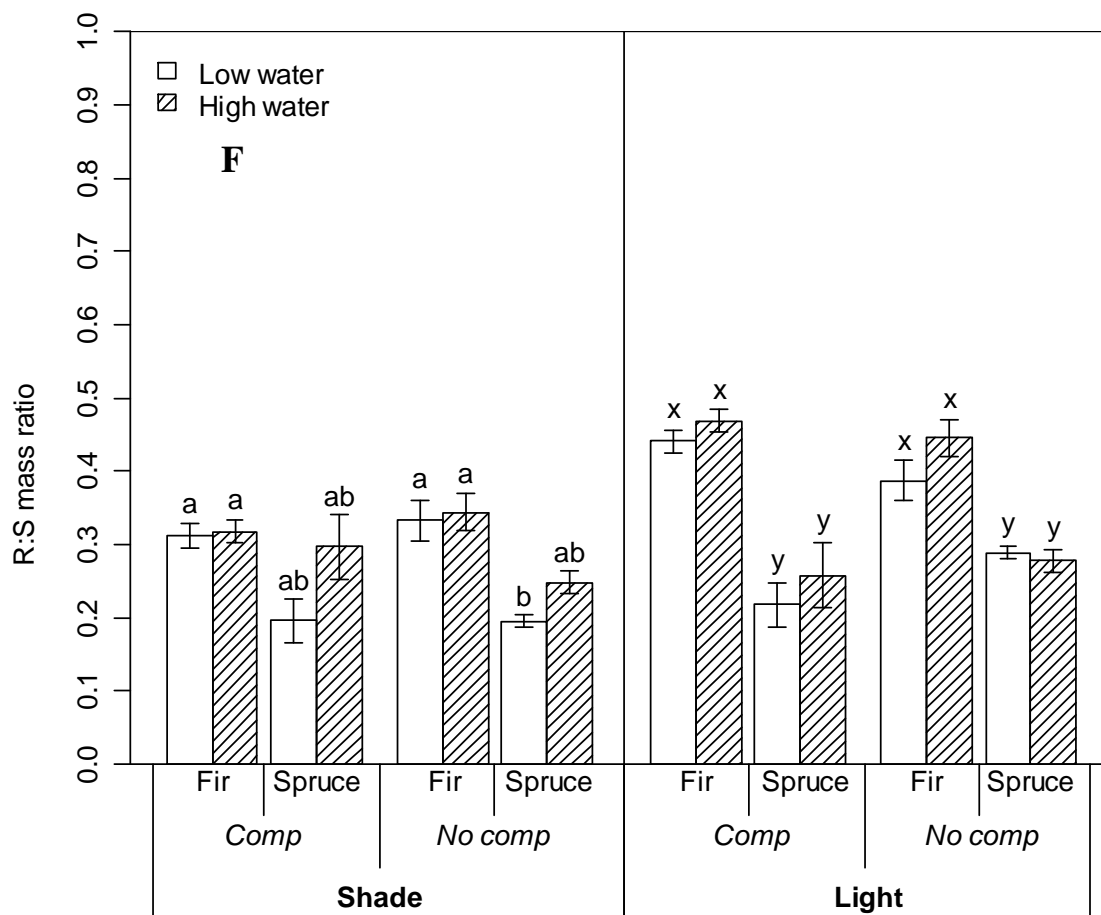 R:S mass ratio
1.0
0.9
0.8
0.7
0.6
0.5
0.4
0.3
0.2
0.1
0.0
Low water
High water
F
a a ab ab a a b ab
x x y y x x y y
Fir Spruce Fir Spruce Fir Spruce Fir Spruce
Comp No comp Comp No comp
Shade Light